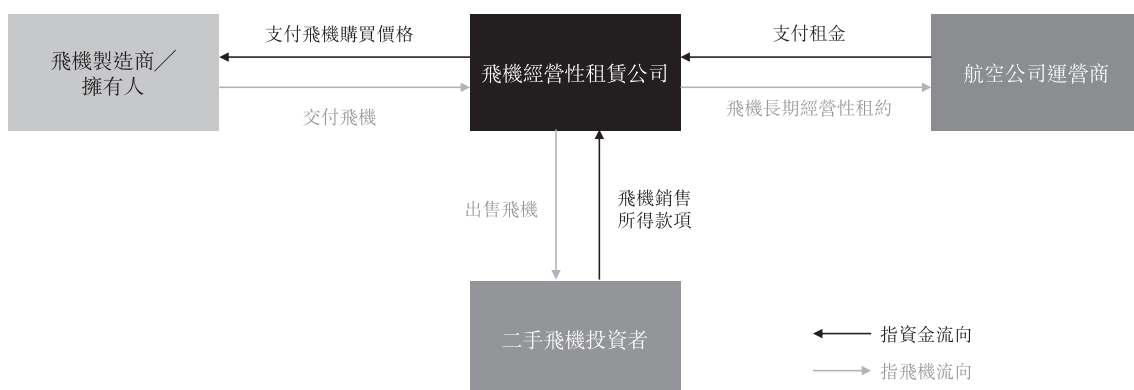 支付飛機購買價格
支付租金
飛機製造商／
擁有人
飛機經營性租賃公司
航空公司運營商
交付飛機
飛機長期經營性租約
出售飛機
飛機銷售
所得款項
二手飛機投資者
指資金流向
指飛機流向